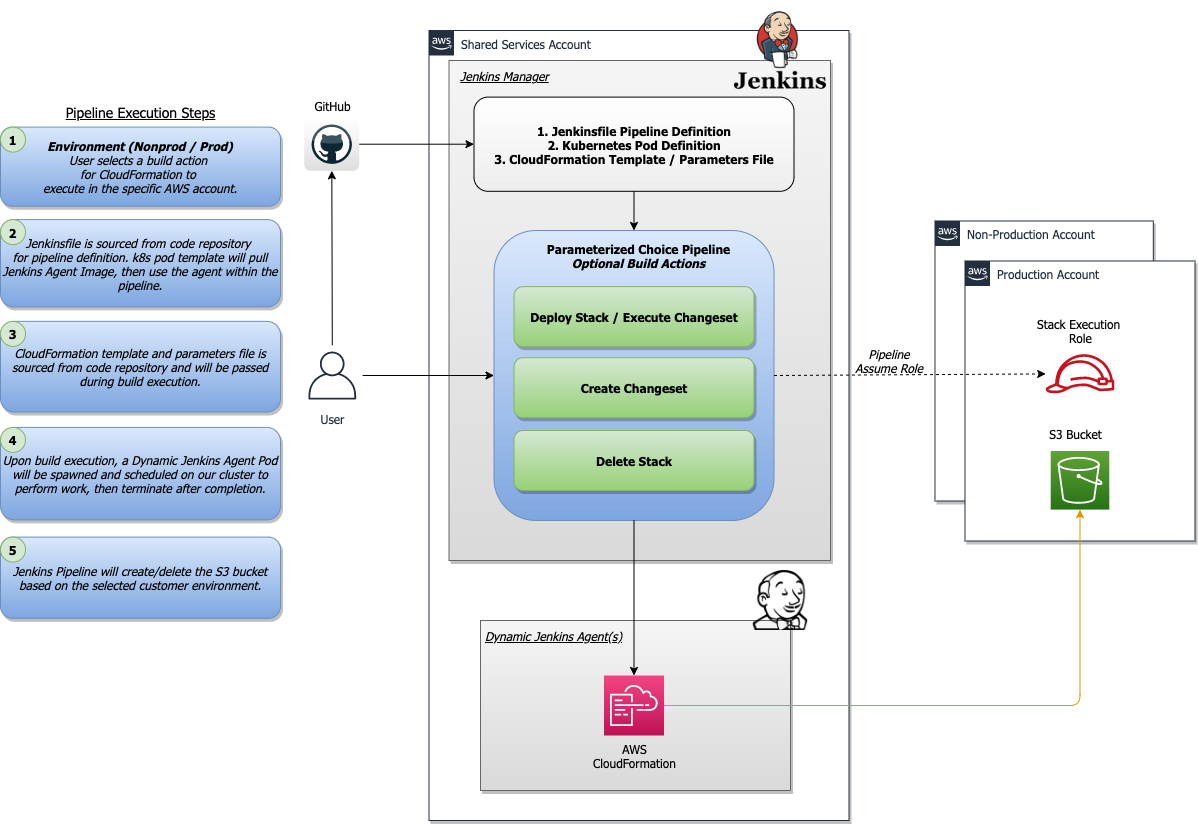 Pipeline Execution Steps
1
Environment (Nonprod / Prod)
User selects a build action
for CloudFormation to
execute in the specific AWS account.
2
Jenkinsfile is sourced from code repository
for pipeline definition. k8s pod template will pull
Jenkins Agent Image, then use the agent within the
pipeline.
3
CloudFormation template and parameters file is
sourced from code repository and will be passed
during build execution.
4
Upon build execution, a Dynamic Jenkins Agent Pod
will be spawned and scheduled on our cluster to
perform work, then terminate after completion.
5
Jenkins Pipeline will create/delete the S3 bucket
based on the selected customer environment.
GitHub
User
aws
Shared Services Account
Jenkins
Jenkins Manager
1. Jenkinsfile Pipeline Definition
2. Kubernetes Pod Definition
3. CloudFormation Template / Parameters File
Parameterized Choice Pipeline
Optional Build Actions
Deploy Stack / Execute Changeset
Create Changeset
Delete Stack
Dynamic Jenkins Agent(s)
AWS
CloudFormation
Pipeline
Assume Role
aws
Non-Production Account
aws
Production Account
Stack Execution
Role
S3 Bucket